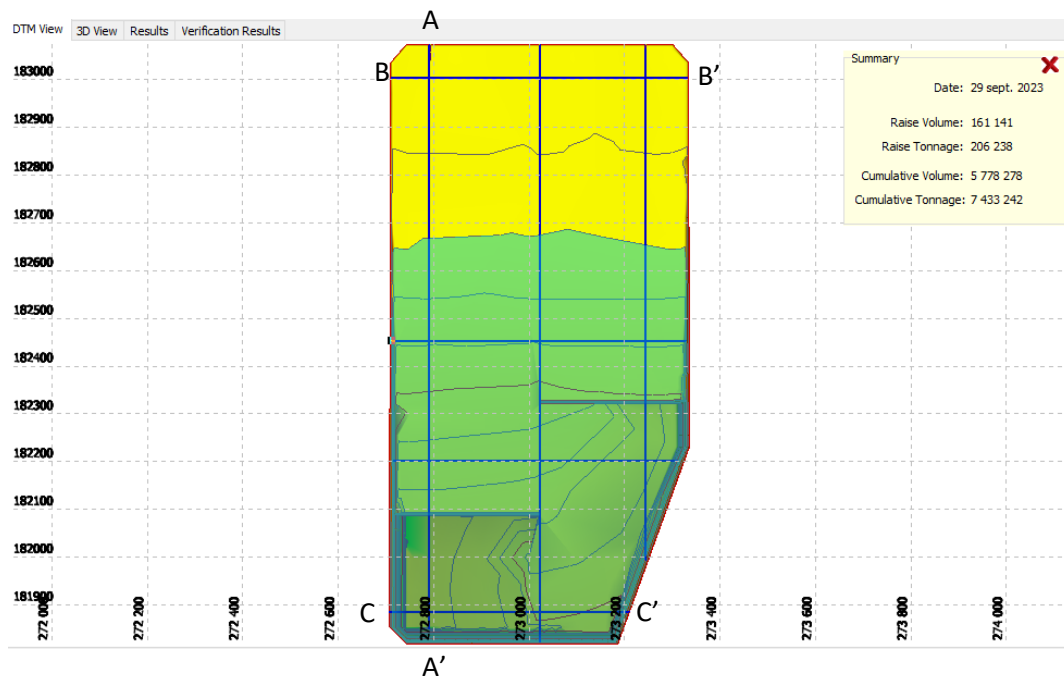 A
DTM View 3D View Results Verification Results
Summary
Date: 29 sept. 2023
Raise Volume: 161 141
Raise Tonnage: 206 238
Cumulative Volume: 5 778 278
Cumulative Tonnage: 7 433 242
183000
B B’
182900
182800
182700
182600
182500
182400
182300
182200
182100
182000
181900
C C’
272 000 272 200 272 400 272 600 272 800 273 000 273 200 273 400 273 600 273 800 274 000
A’